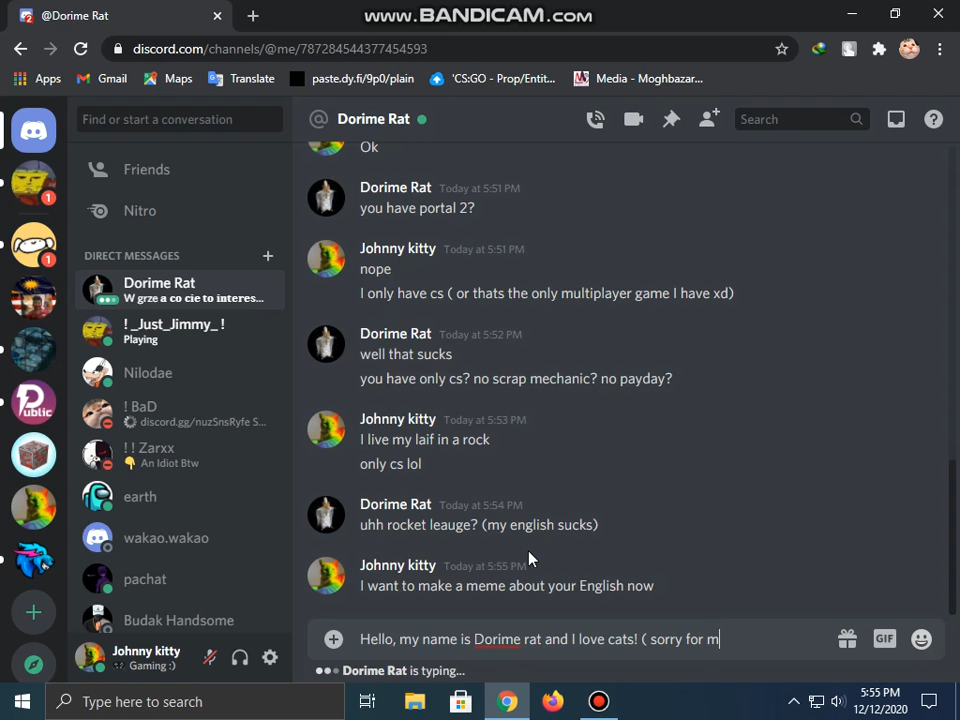 @Dorime Rat
www.BANDICAM.com
discord.com/channels/@me/787284544377454593
Apps
Gmail
Maps
Translate
paste.dy.fi/9p0/plain
'CS:GO - Prop/Entit...
Media - Moghbazar...
Find or start a conversation
@ Dorime Rat
Search
Friends
Nitro
DIRECT MESSAGES
Dorime Rat
W grze a co cie to interes...
! _Just_Jimmy_ !
Playing
Nilodae
! BaD
discord.gg/nuzSnsRyfe S...
! ! Zarxx
An Idiot Btw
earth
wakao.wakao
pachat
Budak Handsome
Johnny kitty
Gaming :)
1
1
Public
Ok
Dorime Rat Today at 5:51 PM
you have portal 2?
Johnny kitty Today at 5:51 PM
nope
I only have cs ( or thats the only multiplayer game I have xd)
Dorime Rat Today at 5:52 PM
well that sucks
you have only cs? no scrap mechanic? no payday?
Johnny kitty Today at 5:53 PM
I live my laif in a rock
only cs lol
Dorime Rat Today at 5:54 PM
uhh rocket leauge? (my english sucks)
Johnny kitty Today at 5:55 PM
I want to make a meme about your English now
Hello, my name is Dorime rat and I love cats! ( sorry for m
GIF
Dorime Rat is typing...
Type here to search
5:55 PM
12/12/2020